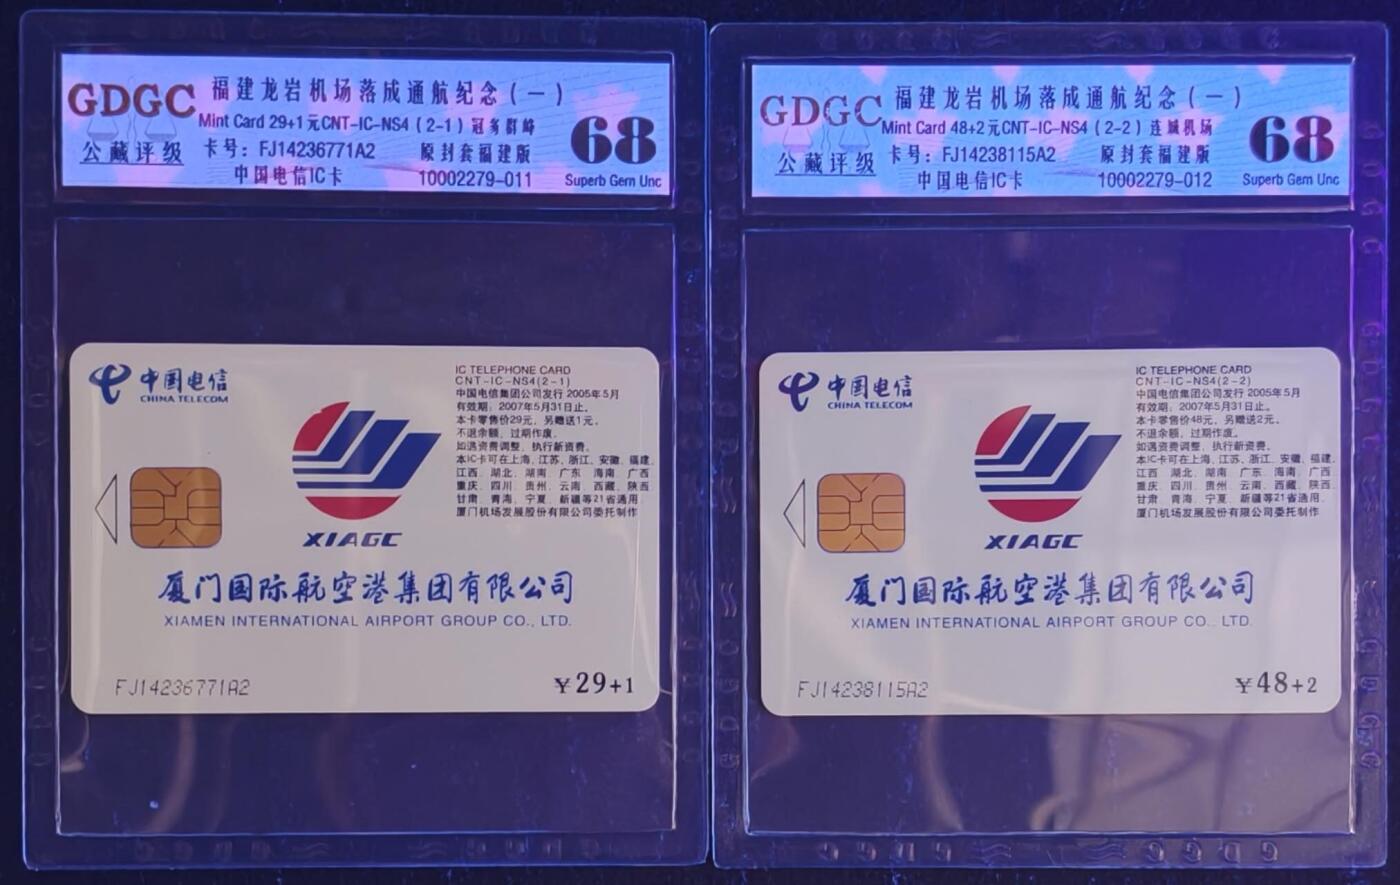 GDGC
公藏评级
福建龙岩机场落成通航纪念(一)
Mint Card 29+1元CNT-IC-NS4(2-1)冠豸群峰
卡号: FJ14236771A2 原封套福建版
中国电信IC卡 10002279-011
68
Superb Gem Unc
中国电信
CHINA TELECOM
IC TELEPHONE CARD
CNT-IC-NS4(2-1)
中国电信集团公司发行 2005年5月
有效期: 2007年5月31日止。
本卡零售价29元, 另赠送1元。
不退余额, 过期作废。
如遇资费调整, 执行新资费。
本IC卡可在上海、江苏、浙江、安徽、福建、
江西、湖北、湖南、广东、海南、广西、
重庆、四川、贵州、云南、西藏、陕西、
甘肃、青海、宁夏、新疆等21省通用
厦门机场发展股份有限公司委托制作
XIAGC
厦门国际航空港集团有限公司
XIAMEN INTERNATIONAL AIRPORT GROUP CO., LTD.
FJ14236771A2
¥29+1
GDGC
公藏评级
福建龙岩机场落成通航纪念(一)
Mint Card 48+2元CNT-IC-NS4(2-2)连城机场
卡号: FJ14238115A2 原封套福建版
中国电信IC卡 10002279-012
68
Superb Gem Unc
中国电信
CHINA TELECOM
IC TELEPHONE CARD
CNT-IC-NS4(2-2)
中国电信集团公司发行 2005年5月
有效期: 2007年5月31日止。
本卡零售价48元, 另赠送2元。
不退余额, 过期作废。
如遇资费调整, 执行新资费。
本IC卡可在上海、江苏、浙江、安徽、福建、
江西、湖北、湖南、广东、海南、广西、
重庆、四川、贵州、云南、西藏、陕西、
甘肃、青海、宁夏、新疆等21省通用
厦门机场发展股份有限公司委托制作
XIAGC
厦门国际航空港集团有限公司
XIAMEN INTERNATIONAL AIRPORT GROUP CO., LTD.
FJ14238115A2
¥48+2